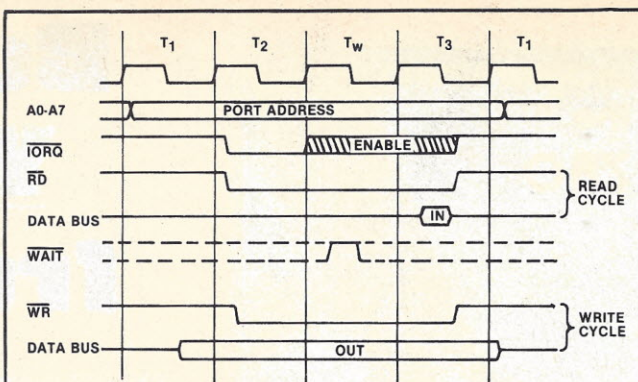 T1 T2 Tw T3 T1
A0-A7 PORT ADDRESS
IORQ ENABLE
RD
READ CYCLE
DATA BUS IN
WAIT
WR
WRITE CYCLE
DATA BUS OUT